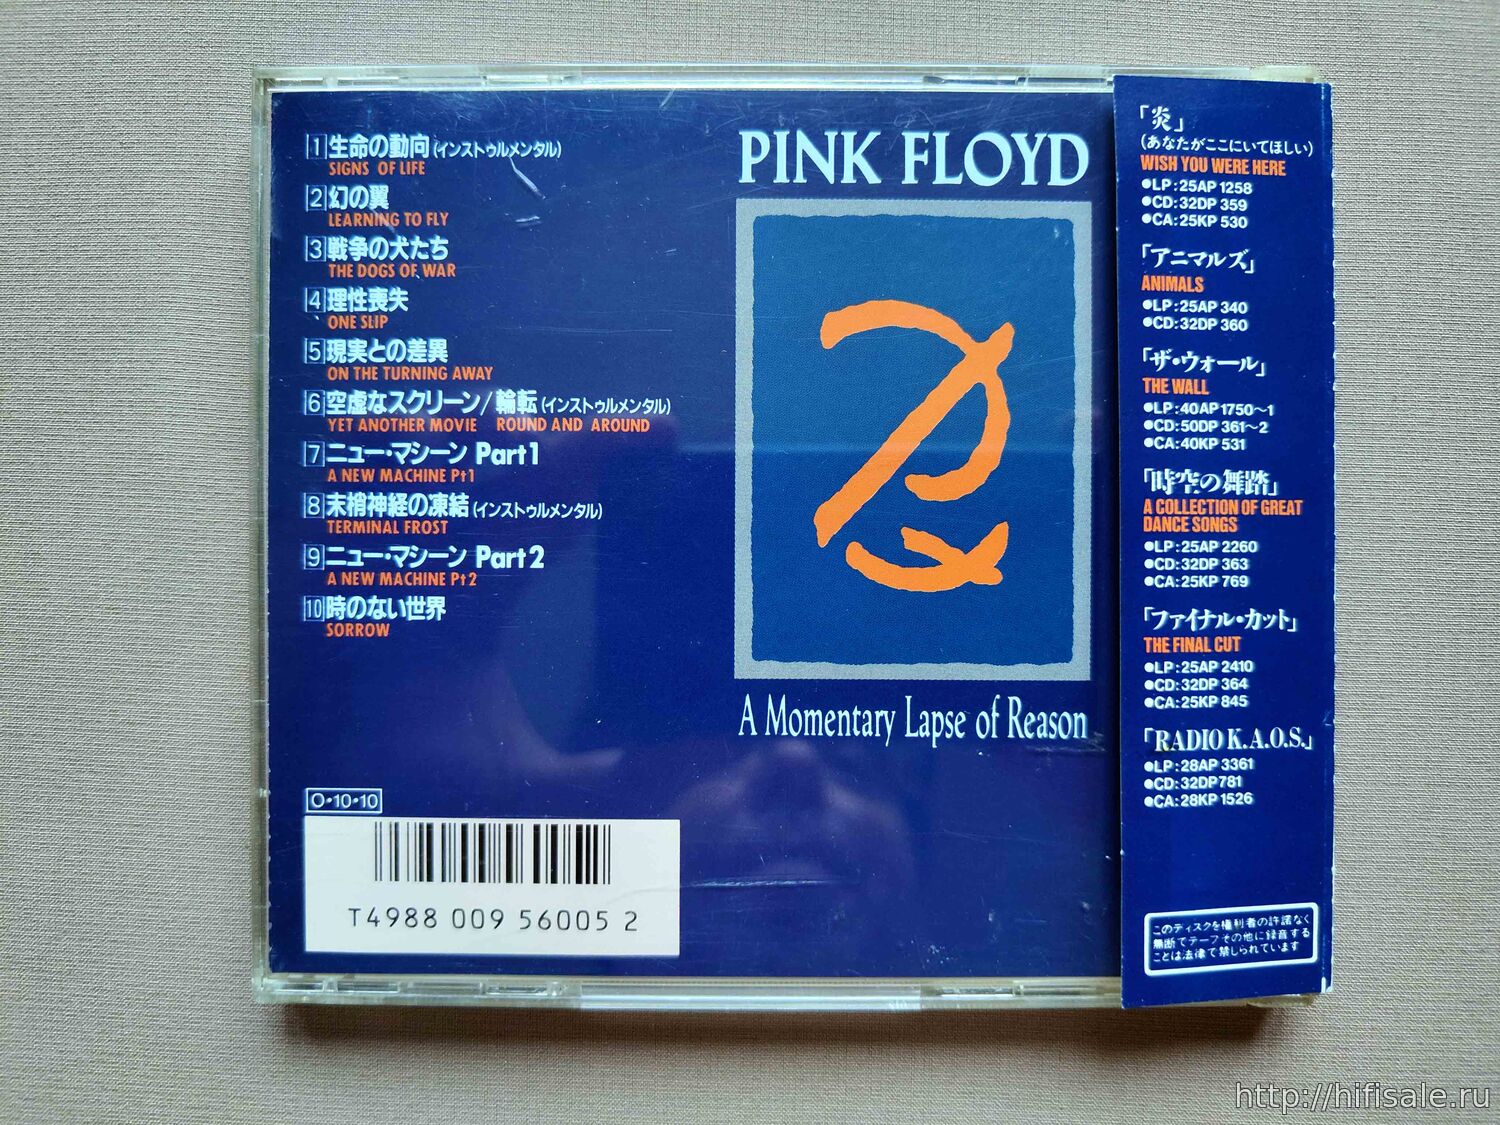 1 生命の動向(インストゥルメンタル)
SIGNS OF LIFE
2 幻の翼
LEARNING TO FLY
3 戦争の犬たち
THE DOGS OF WAR
4 理性喪失
ONE SLIP
5 現実との差異
ON THE TURNING AWAY
6 空虚なスクリーン/輪転(インストゥルメンタル)
YET ANOTHER MOVIE ROUND AND AROUND
7 ニュー・マシーン Part1
A NEW MACHINE Pt1
8 末梢神経の凍結(インストゥルメンタル)
TERMINAL FROST
9 ニュー・マシーン Part2
A NEW MACHINE Pt2
10 時のない世界
SORROW
O・10・10
T4988 009 56005 2
PINK FLOYD
A Momentary Lapse of Reason
「炎」
(あなたがここにいてほしい)
WISH YOU WERE HERE
●LP:25AP 1258
●CD:32DP 359
●CA:25KP 530
「アニマルズ」
ANIMALS
●LP:25AP 340
●CD:32DP 360
「ザ・ウォール」
THE WALL
●LP:40AP 1750〜1
●CD:50DP 361〜2
●CA:40KP 531
「時空の舞踏」
A COLLECTION OF GREAT
DANCE SONGS
●LP:25AP 2260
●CD:32DP 363
●CA:25KP 769
「ファイナル・カット」
THE FINAL CUT
●LP:25AP 2410
●CD:32DP 364
●CA:25KP 845
「RADIO K.A.O.S.」
●LP:28AP 3361
●CD:32DP781
●CA:28KP 1526
このディスクを権利者の許諾なく
無断でテープその他に録音する
ことは法律で禁じられています
http://hifisale.ru